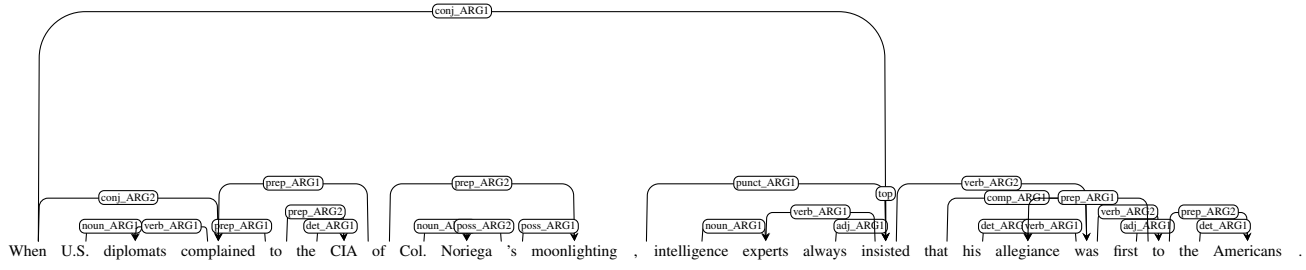 conj_ARG1
prep_ARG1 prep_ARG2 punct_ARG1 verb_ARG2
conj_ARG2 top comp_ARG1 prep_ARG1
prep_ARG2 verb_ARG1 verb_ARG2 prep_ARG2
noun_ARG1 verb_ARG1 prep_ARG1 det_ARG1 poss_ARG2 poss_ARG1 noun_ARG1 adj_ARG1 verb_ARG1 adj_ARG1 det_ARG1
When U.S. diplomats complained to the CIA of Col. Noriega 's moonlighting , intelligence experts always insisted that his allegiance was first to the Americans .